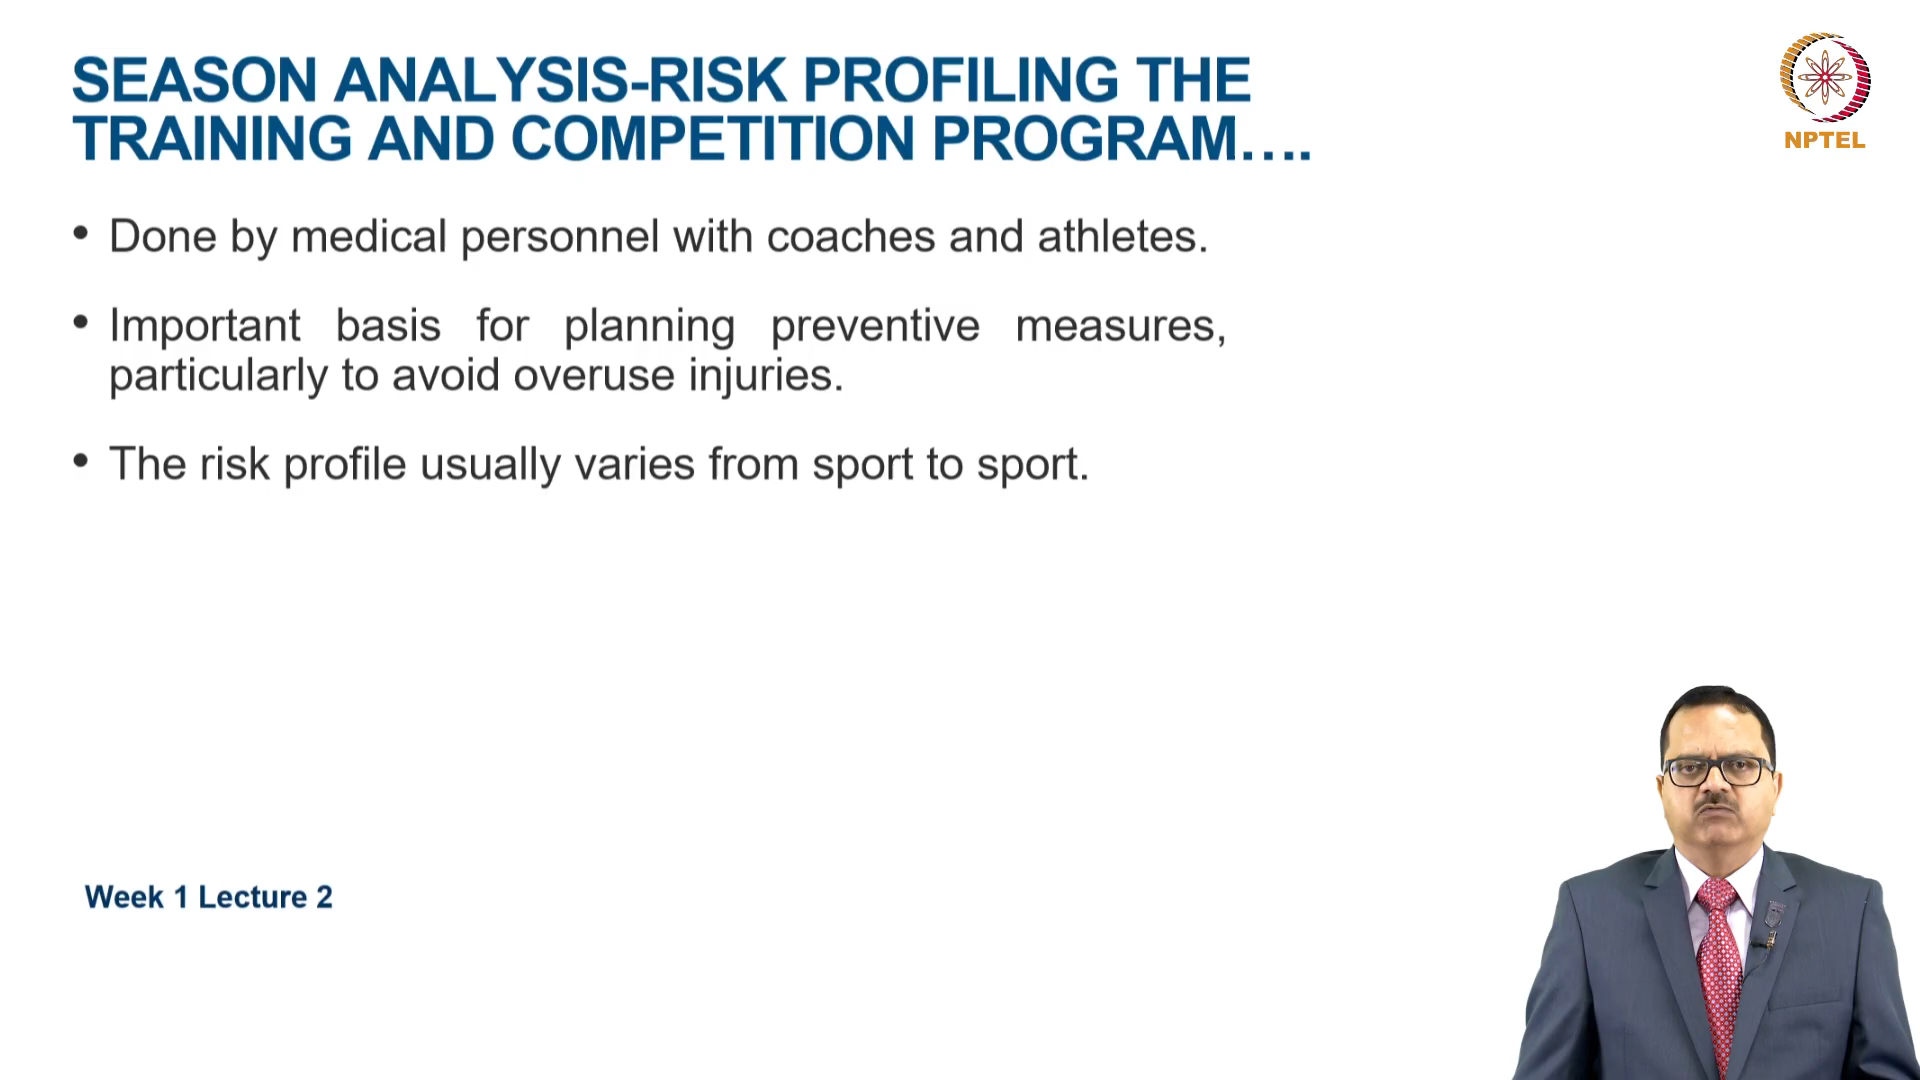 SEASON ANALYSIS-RISK PROFILING THE
TRAINING AND COMPETITION PROGRAM....
NPTEL
• Done by medical personnel with coaches and athletes.
• Important basis for planning preventive measures,
particularly to avoid overuse injuries.
• The risk profile usually varies from sport to sport.
Week 1 Lecture 2